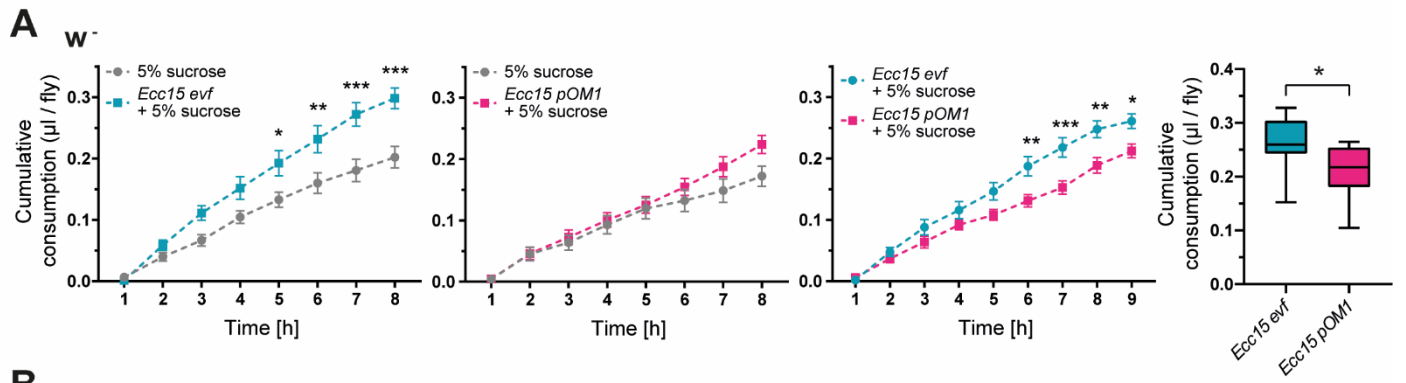 A
w -
Cumulative
consumption (µl / fly)
0.3
0.2
0.1
0.0
5% sucrose
Ecc15 evf
+ 5% sucrose
*
**
***
***
1 2 3 4 5 6 7 8
Time [h]
0.3
0.2
0.1
0.0
5% sucrose
Ecc15 pOM1
+ 5% sucrose
1 2 3 4 5 6 7 8
Time [h]
0.3
0.2
0.1
0.0
Ecc15 evf
+ 5% sucrose
Ecc15 pOM1
+ 5% sucrose
**
***
**
*
1 2 3 4 5 6 7 8 9
Time [h]
Cumulative
consumption (µl / fly)
0.4
0.3
0.2
0.1
0.0
*
Ecc15 evf
Ecc15 pOM1